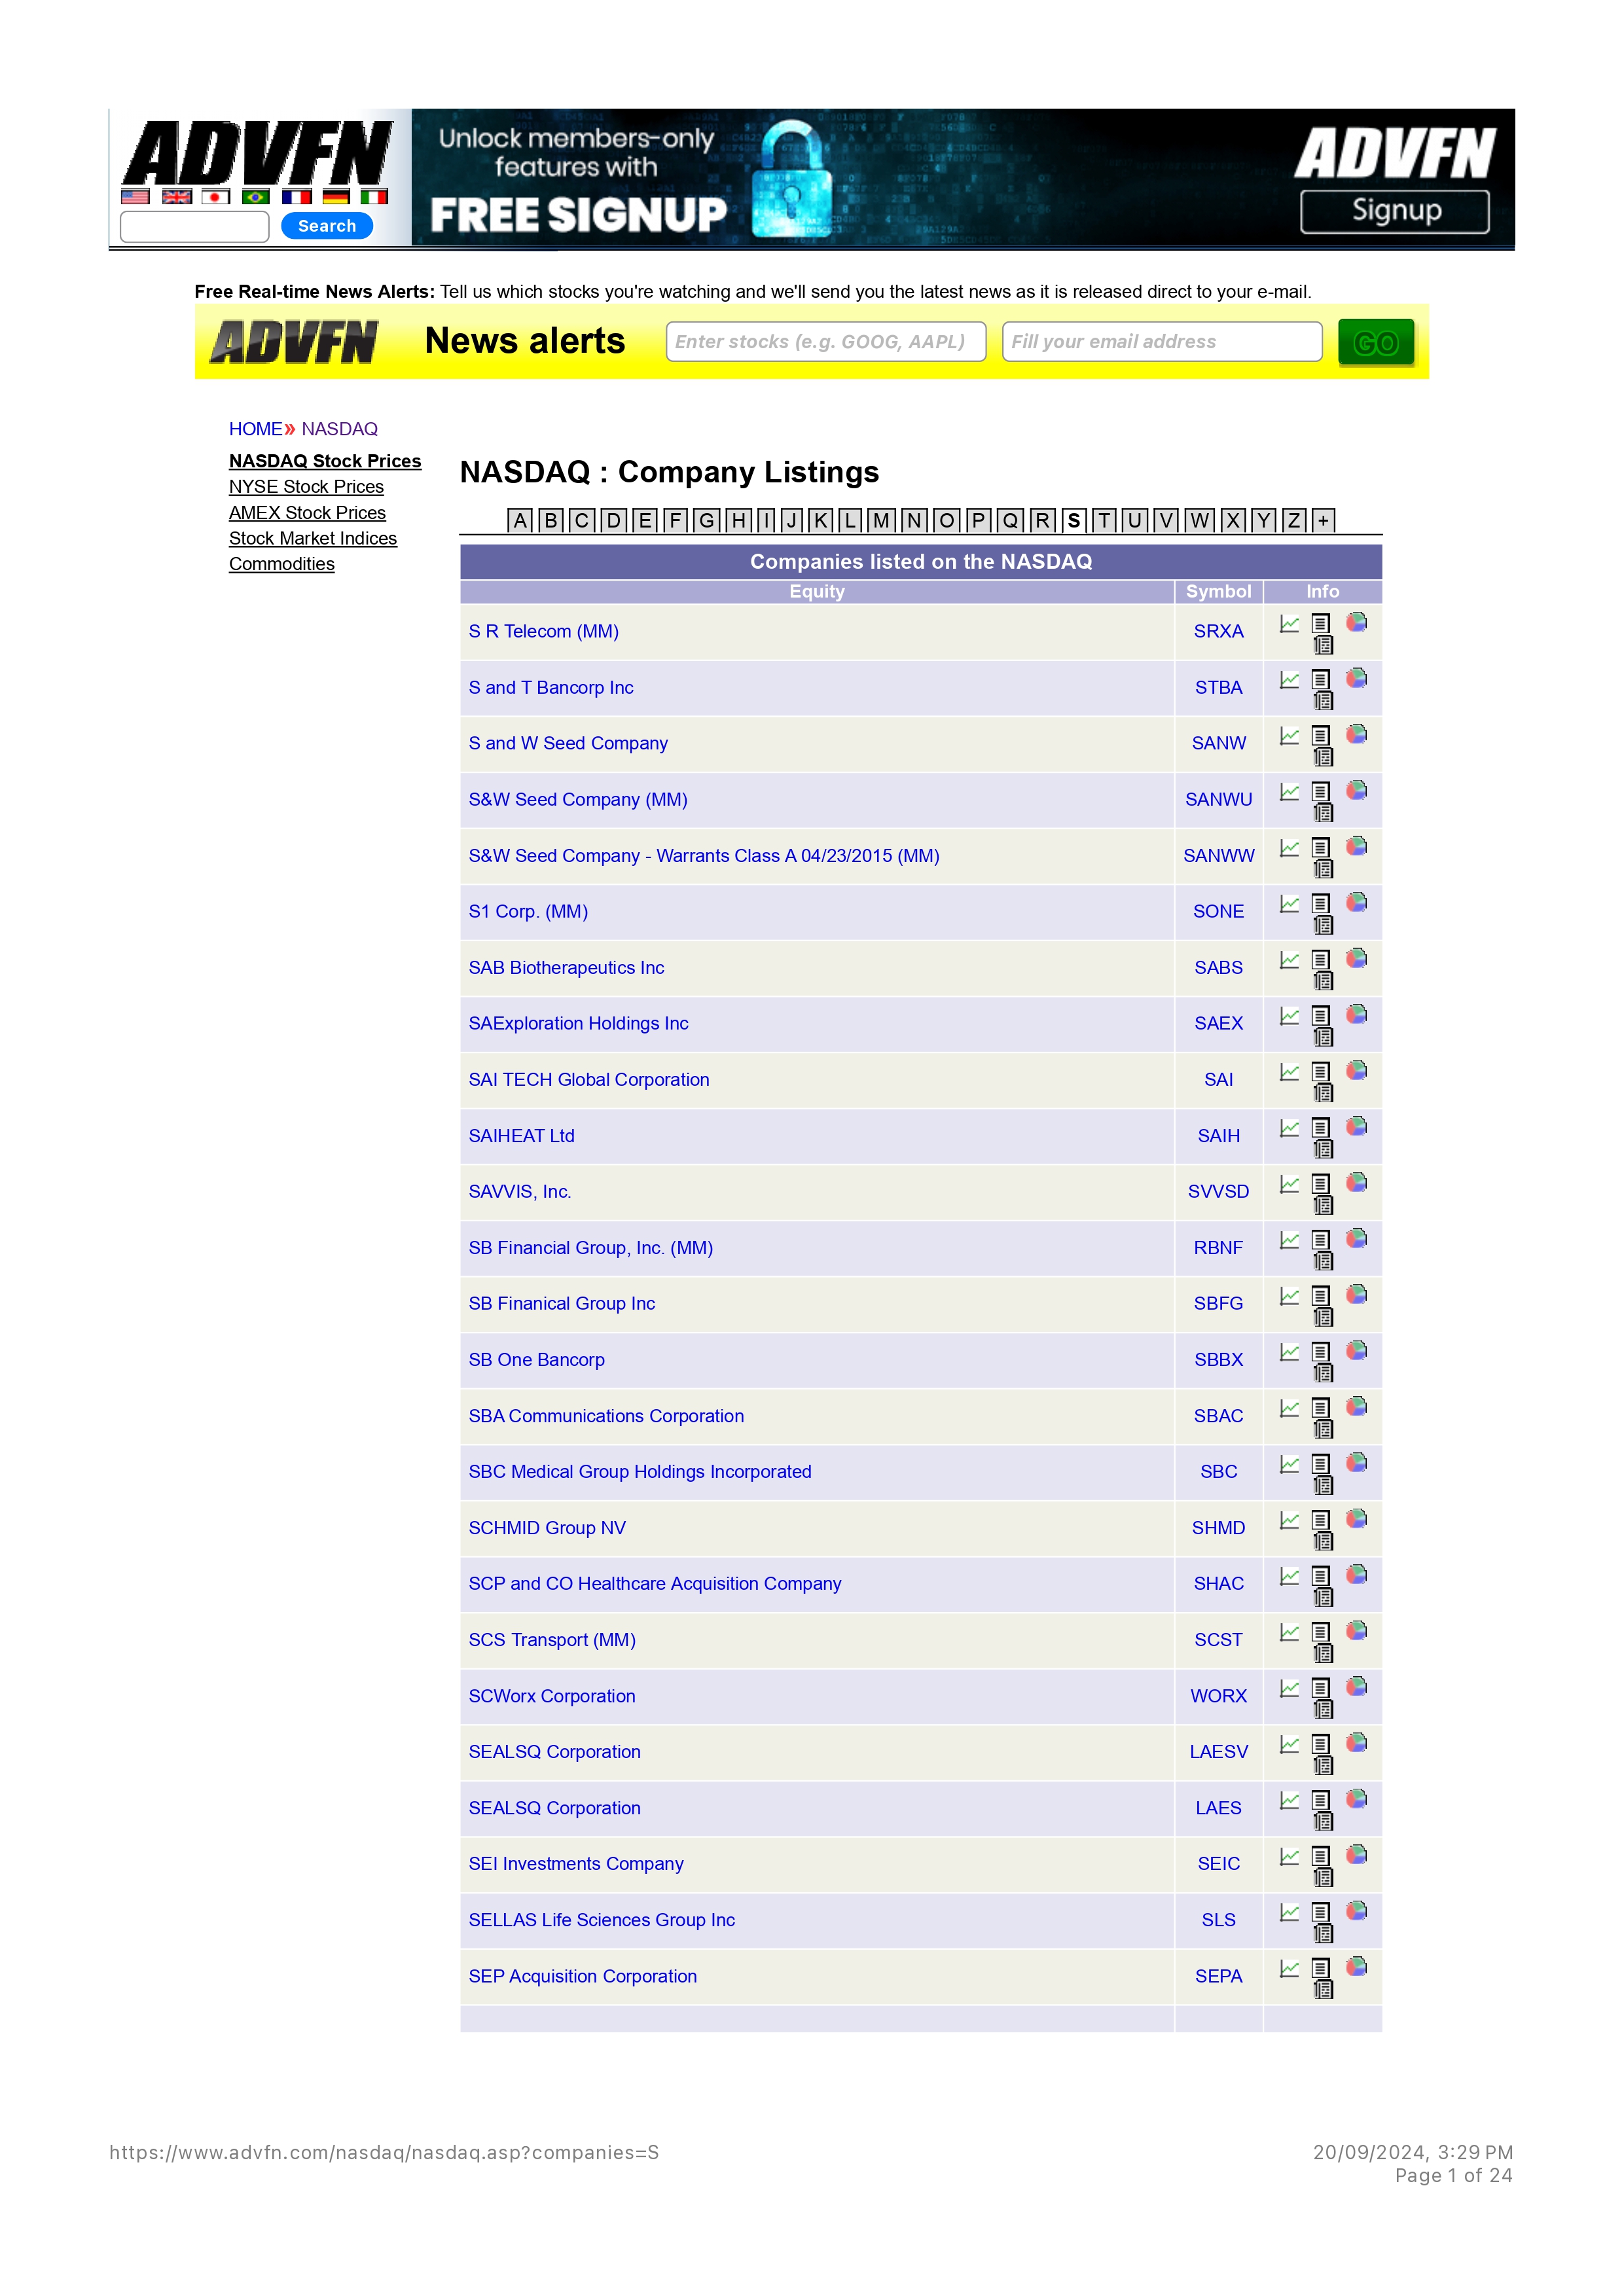 ADVFN
Search
Unlock members-only
features with
FREE SIGNUP
ADVFN
Signup
Free Real-time News Alerts: Tell us which stocks you're watching and we'll send you the latest news as it is released direct to your e-mail.
ADVFN News alerts Enter stocks (e.g. GOOG, AAPL) Fill your email address GO
HOME» NASDAQ
NASDAQ Stock Prices
NYSE Stock Prices
AMEX Stock Prices
Stock Market Indices
Commodities
NASDAQ : Company Listings
A B C D E F G H I J K L M N O P Q R S T U V W X Y Z +
Companies listed on the NASDAQ
Equity Symbol Info
S R Telecom (MM) SRXA
S and T Bancorp Inc STBA
S and W Seed Company SANW
S&W Seed Company (MM) SANWU
S&W Seed Company - Warrants Class A 04/23/2015 (MM) SANWW
S1 Corp. (MM) SONE
SAB Biotherapeutics Inc SABS
SAExploration Holdings Inc SAEX
SAI TECH Global Corporation SAI
SAIHEAT Ltd SAIH
SAVVIS, Inc. SVVSD
SB Financial Group, Inc. (MM) RBNF
SB Finanical Group Inc SBFG
SB One Bancorp SBBX
SBA Communications Corporation SBAC
SBC Medical Group Holdings Incorporated SBC
SCHMID Group NV SHMD
SCP and CO Healthcare Acquisition Company SHAC
SCS Transport (MM) SCST
SCWorx Corporation WORX
SEALSQ Corporation LAESV
SEALSQ Corporation LAES
SEI Investments Company SEIC
SELLAS Life Sciences Group Inc SLS
SEP Acquisition Corporation SEPA
https://www.advfn.com/nasdaq/nasdaq.asp?companies=S
20/09/2024, 3:29 PM
Page 1 of 24